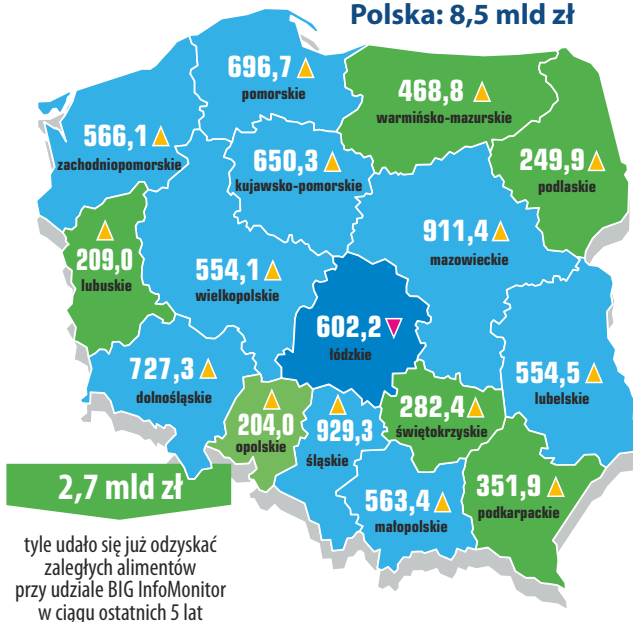 Polska: 8,5 mld zł
696,7
pomorskie
468,8
warmińsko-mazurskie
566,1
zachodniopomorskie
650,3
kujawsko-pomorskie
249,9
podlaskie
209,0
lubuskie
554,1
wielkopolskie
911,4
mazowieckie
602,2
łódzkie
727,3
dolnośląskie
554,5
lubelskie
204,0
opolskie
929,3
śląskie
282,4
świętokrzyskie
563,4
małopolskie
351,9
podkarpackie
2,7 mld zł
tyle udało się już odzyskać
zaległych alimentów
przy udziale BIG InfoMonitor
w ciągu ostatnich 5 lat